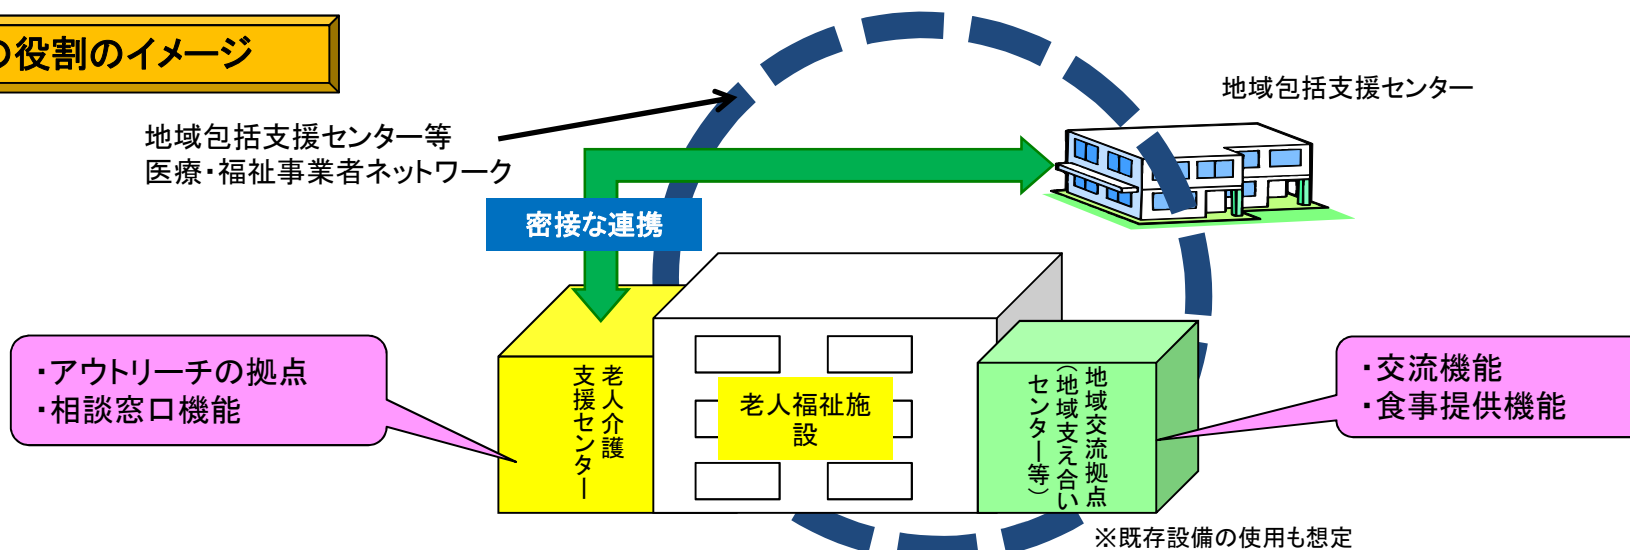 の役割のイメージ
地域包括支援センター
地域包括支援センター等
医療・福祉事業者ネットワーク
密接な連携
・アウトリーチの拠点
・相談窓口機能
老人介護
支援センター
老人福祉施
設
地域交流拠点
(地域支え合い
センター等)
・交流機能
・食事提供機能
※既存設備の使用も想定